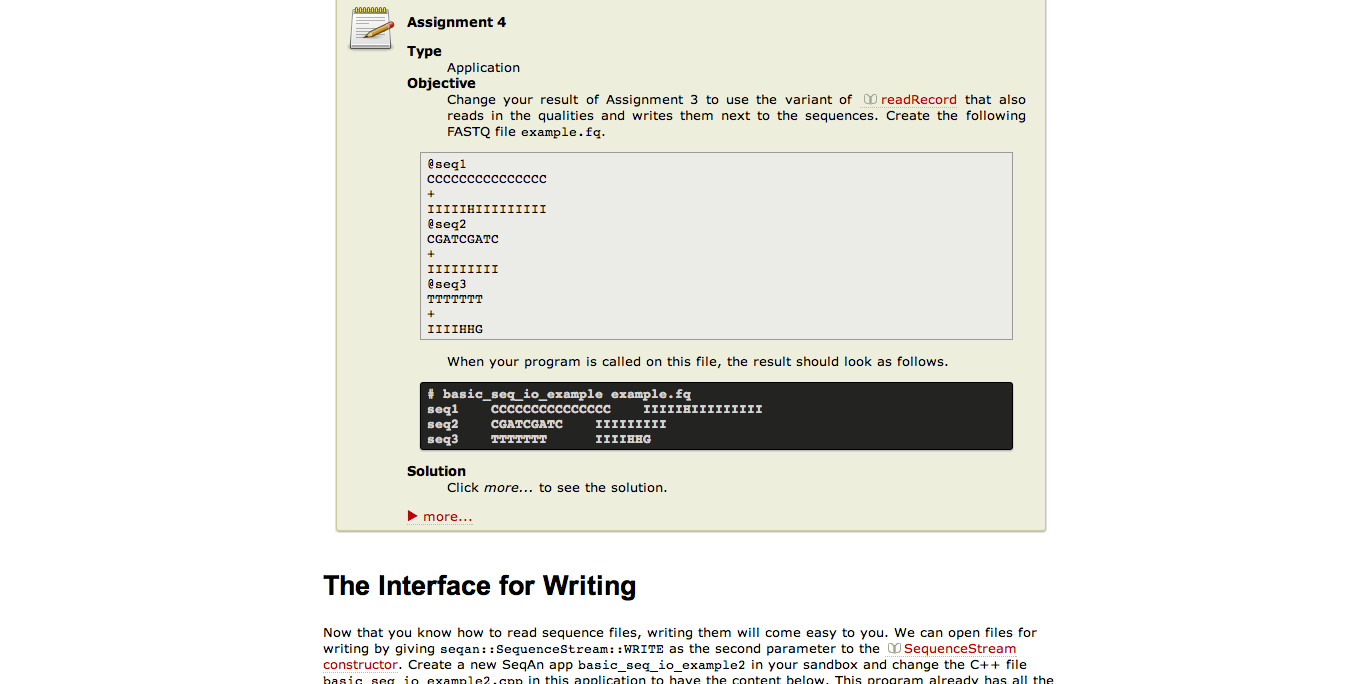 Assignment 4
Type
Application
Objective
Change your result of Assignment 3 to use the variant of readRecord that also
reads in the qualities and writes them next to the sequences. Create the following
FASTQ file example.fq.
@seq1
CCCCCCCCCCCCCCC
+
IIIIIHIIIIIIIII
@seq2
CGATCGATC
+
IIIIIIIII
@seq3
TTTTTTT
+
IIIIHHG
When your program is called on this file, the result should look as follows.
# basic_seq_io_example example.fq
seq1    CCCCCCCCCCCCCCC    IIIIIHIIIIIIIII
seq2    CGATCGATC    IIIIIIIII
seq3    TTTTTTT      IIIIHHG
Solution
Click more... to see the solution.
more...
The Interface for Writing
Now that you know how to read sequence files, writing them will come easy to you. We can open files for
writing by giving seqan::SequenceStream::WRITE as the second parameter to the SequenceStream
constructor. Create a new SeqAn app basic_seq_io_example2 in your sandbox and change the C++ file
basic_seq_io_example2.cpp in this application to have the content below. This program already has all the